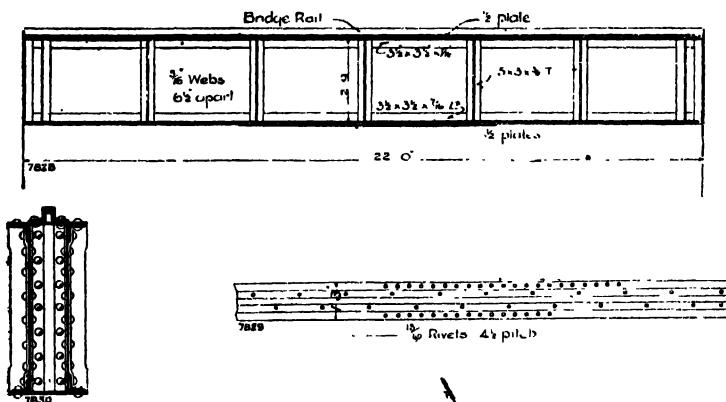 Bridge Rail
½ plate
3½ × 3½ × 7/16
5/16 Webs
6½" apart
5 × 3 × ½ T
3½ × 3½ × 7/16 Ls
½ plates
22' 0"
7828
7829
15/16 Rivets 4½ pitch
7830